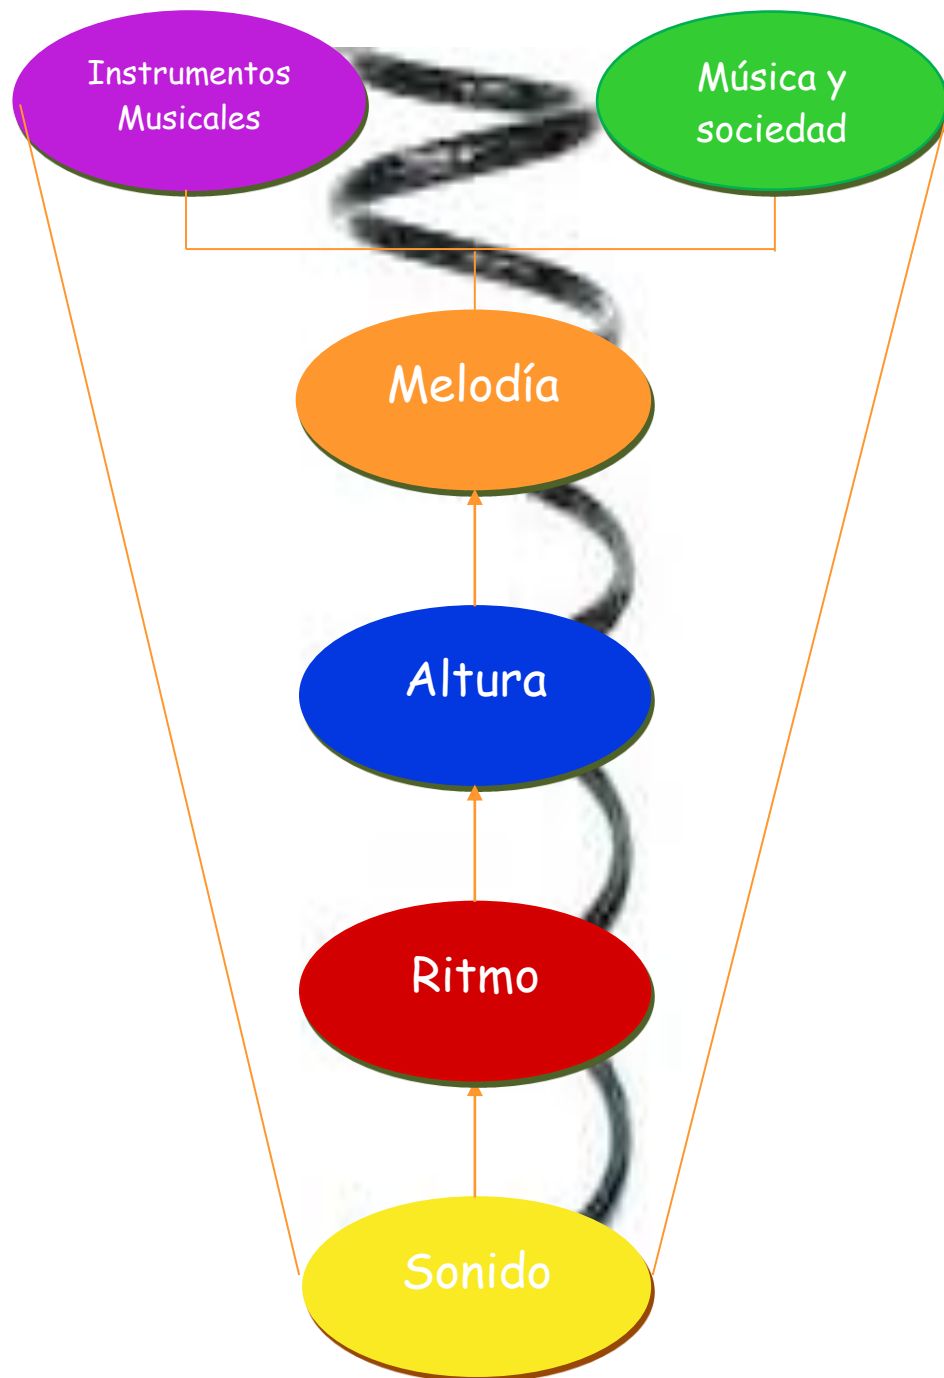 Instrumentos
Musicales
Música y
sociedad
Melodía
Altura
Ritmo
Sonido